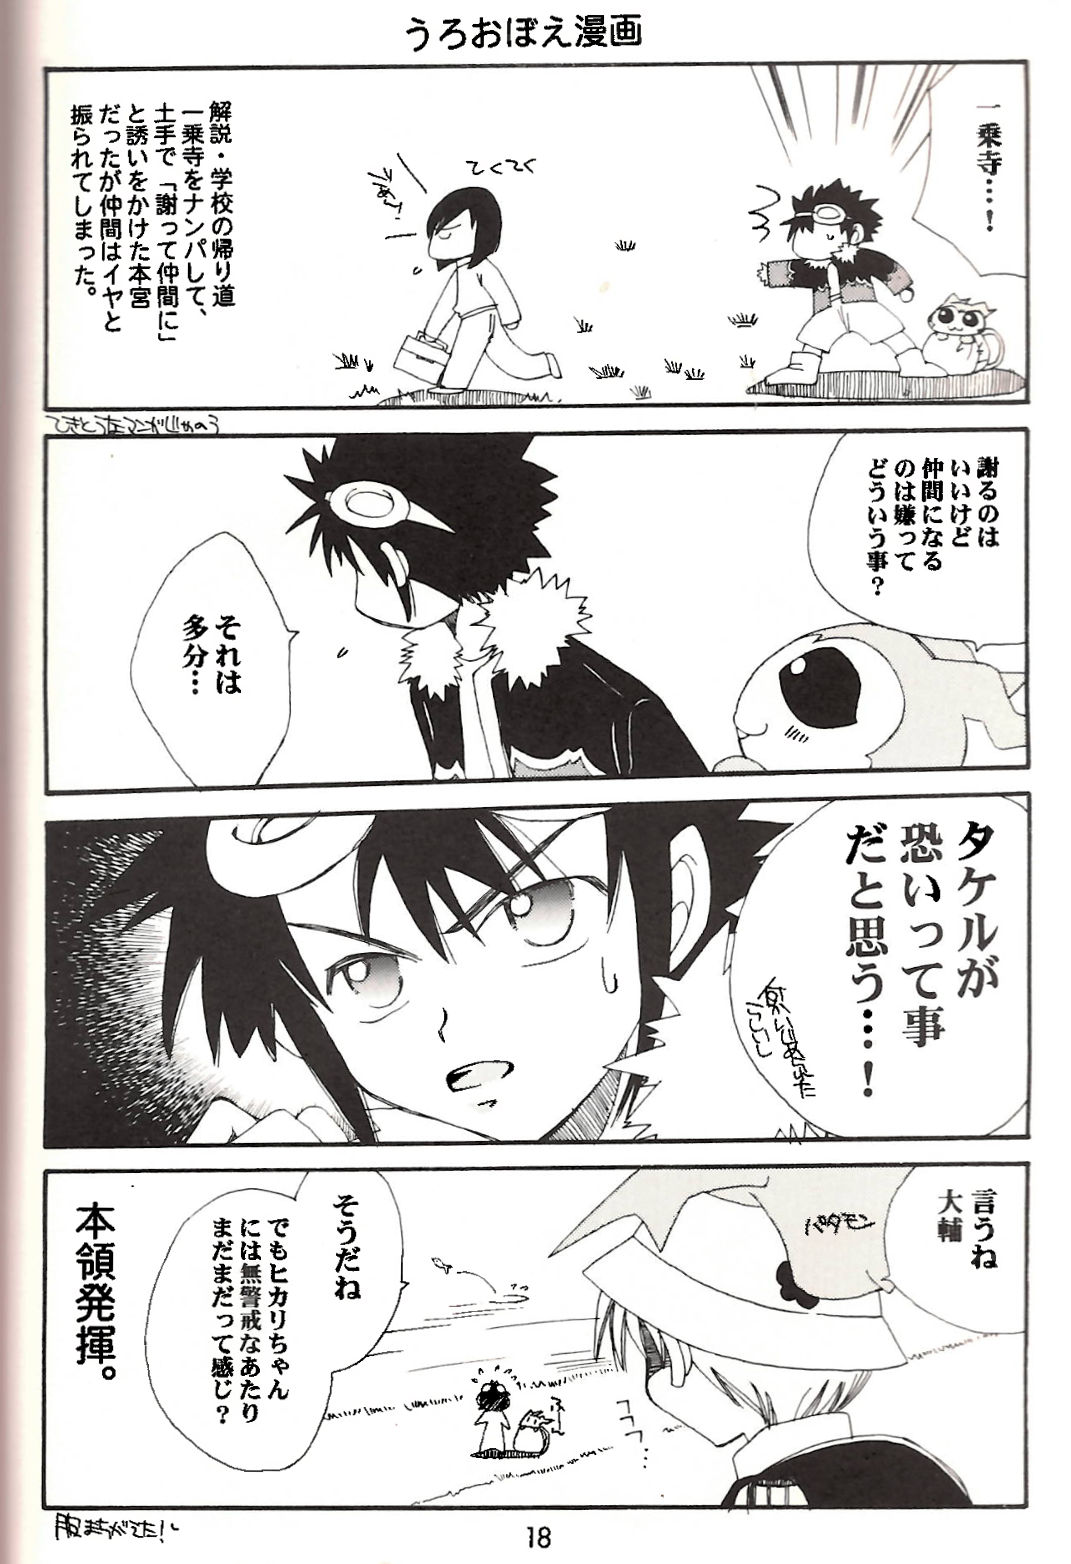 うろおぼえ漫画
一乗寺…！
てくてく
解説・学校の帰り道
一乗寺をナンパして、
土手で「謝って仲間に」
と誘いをかけた本宮
だったが仲間はイヤと
振られてしまった。
謝るのは
いいけど
仲間になる
のは嫌って
どういう事？
それは
多分…
タケルが
恐いって事
だと思う…！
言うね
大輔
パタモン
フフフ…
そうだね
でもヒカリちゃん
には無警戒なあたり
まだまだって感じ？
本領発揮。
18